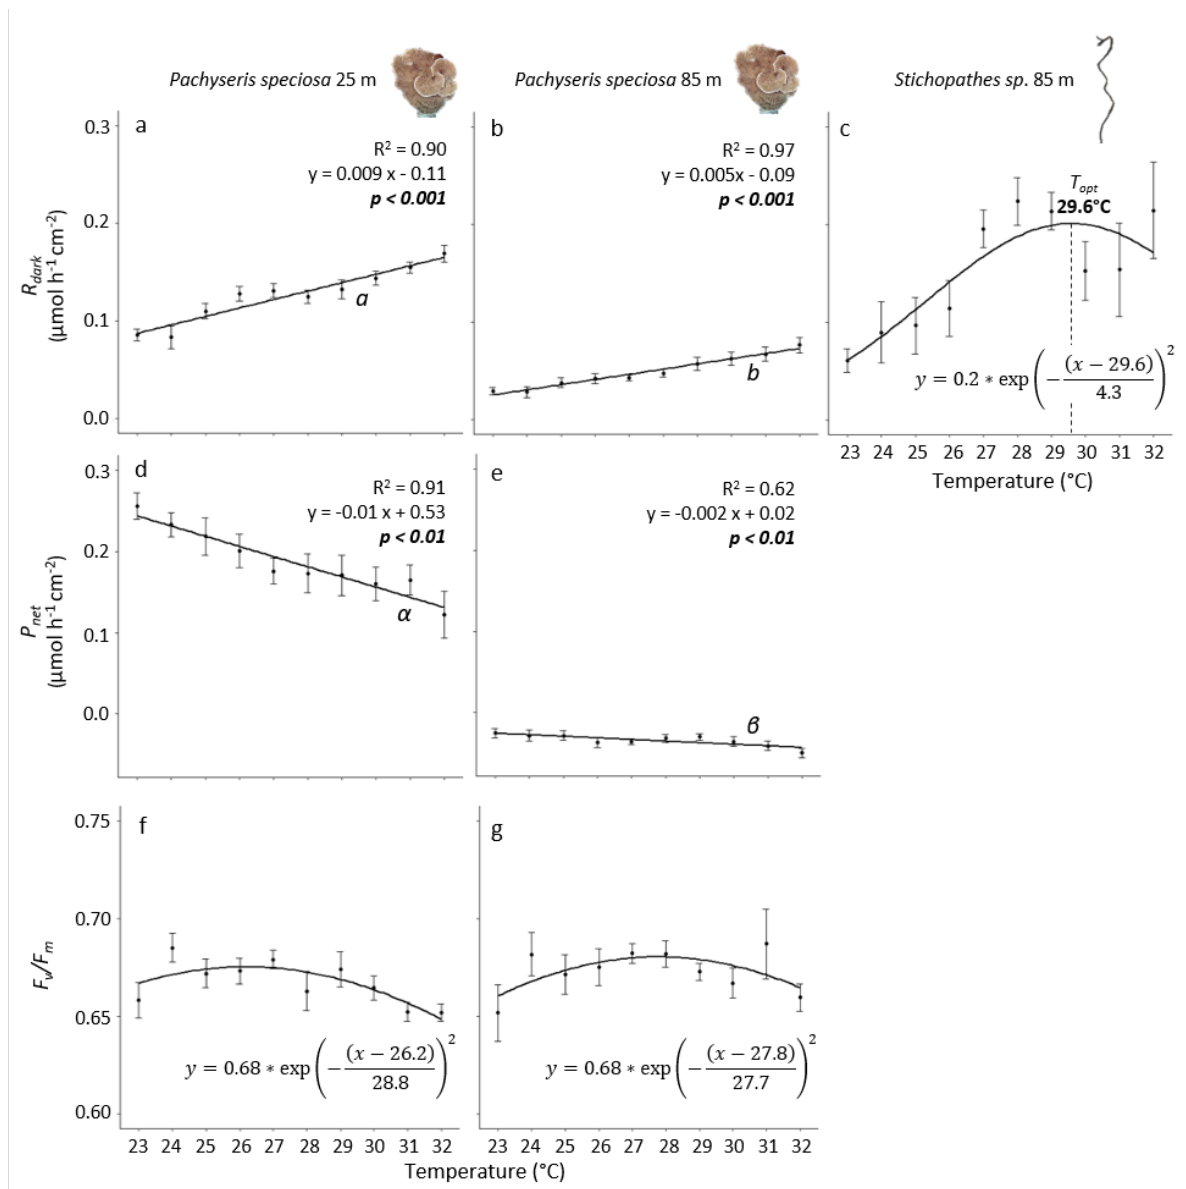 Pachyseris speciosa 25 m
Pachyseris speciosa 85 m
Stichopathes sp. 85 m
R_dark
(µmol h⁻¹ cm⁻²)
0.3
0.2
0.1
0.0
a
R² = 0.90
y = 0.009 x - 0.11
p < 0.001
a
b
R² = 0.97
y = 0.005x - 0.09
p < 0.001
b
c
T_opt
29.6°C
y = 0.2 ∗ exp(−(x − 29.6)/4.3)²
23 24 25 26 27 28 29 30 31 32
Temperature (°C)
P_net
(µmol h⁻¹ cm⁻²)
0.3
0.2
0.1
0.0
d
R² = 0.91
y = -0.01 x + 0.53
p < 0.01
α
e
R² = 0.62
y = -0.002 x + 0.02
p < 0.01
β
F_v/F_m
0.75
0.70
0.65
0.60
f
y = 0.68 ∗ exp(−(x − 26.2)/28.8)²
g
y = 0.68 ∗ exp(−(x − 27.8)/27.7)²
23 24 25 26 27 28 29 30 31 32
23 24 25 26 27 28 29 30 31 32
Temperature (°C)